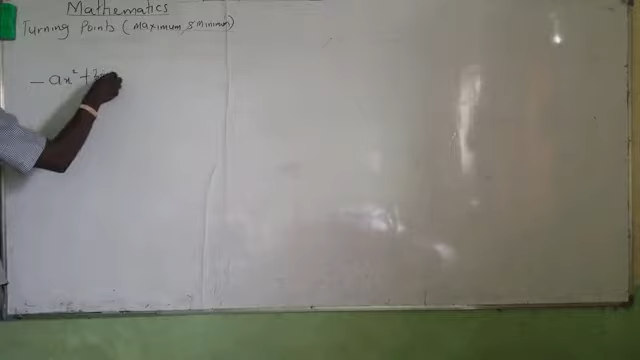 Mathematics
Turning Points (Maximum & Minimum)
- ax² +